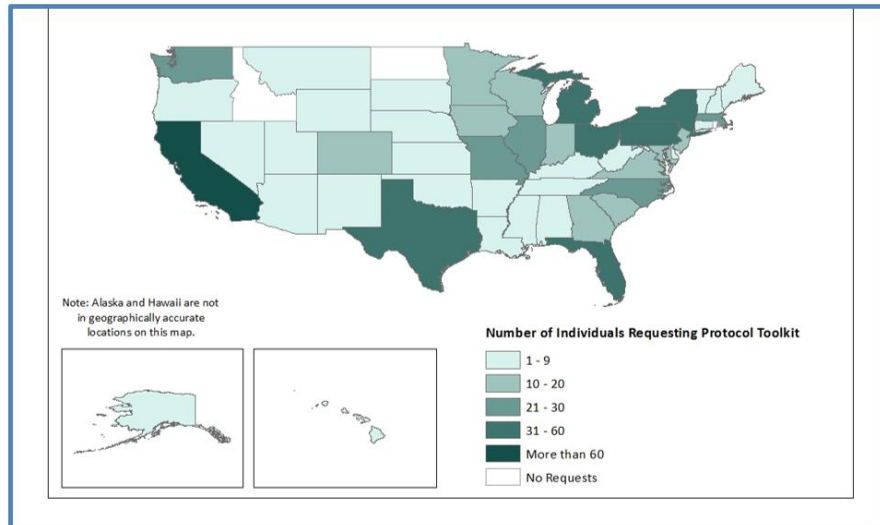 Note: Alaska and Hawaii are not
in geographically accurate
locations on this map.
Number of Individuals Requesting Protocol Toolkit
1 - 9
10 - 20
21 - 30
31 - 60
More than 60
No Requests